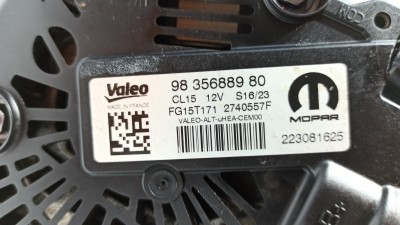 Valeo
MADE IN FRANCE
98 356889 80
CL15 12V S16/23
FG15T171 2740557F
VALEO-ALT-uHEA-CEM00
MOPAR
223081625
B+